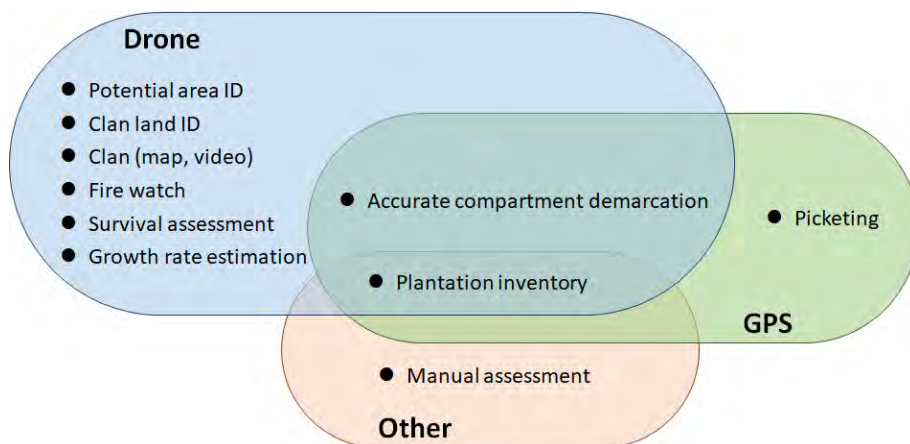 Drone
● Potential area ID
● Clan land ID
● Clan (map, video)
● Fire watch
● Survival assessment
● Growth rate estimation
● Accurate compartment demarcation
● Picketing
● Plantation inventory
GPS
● Manual assessment
Other